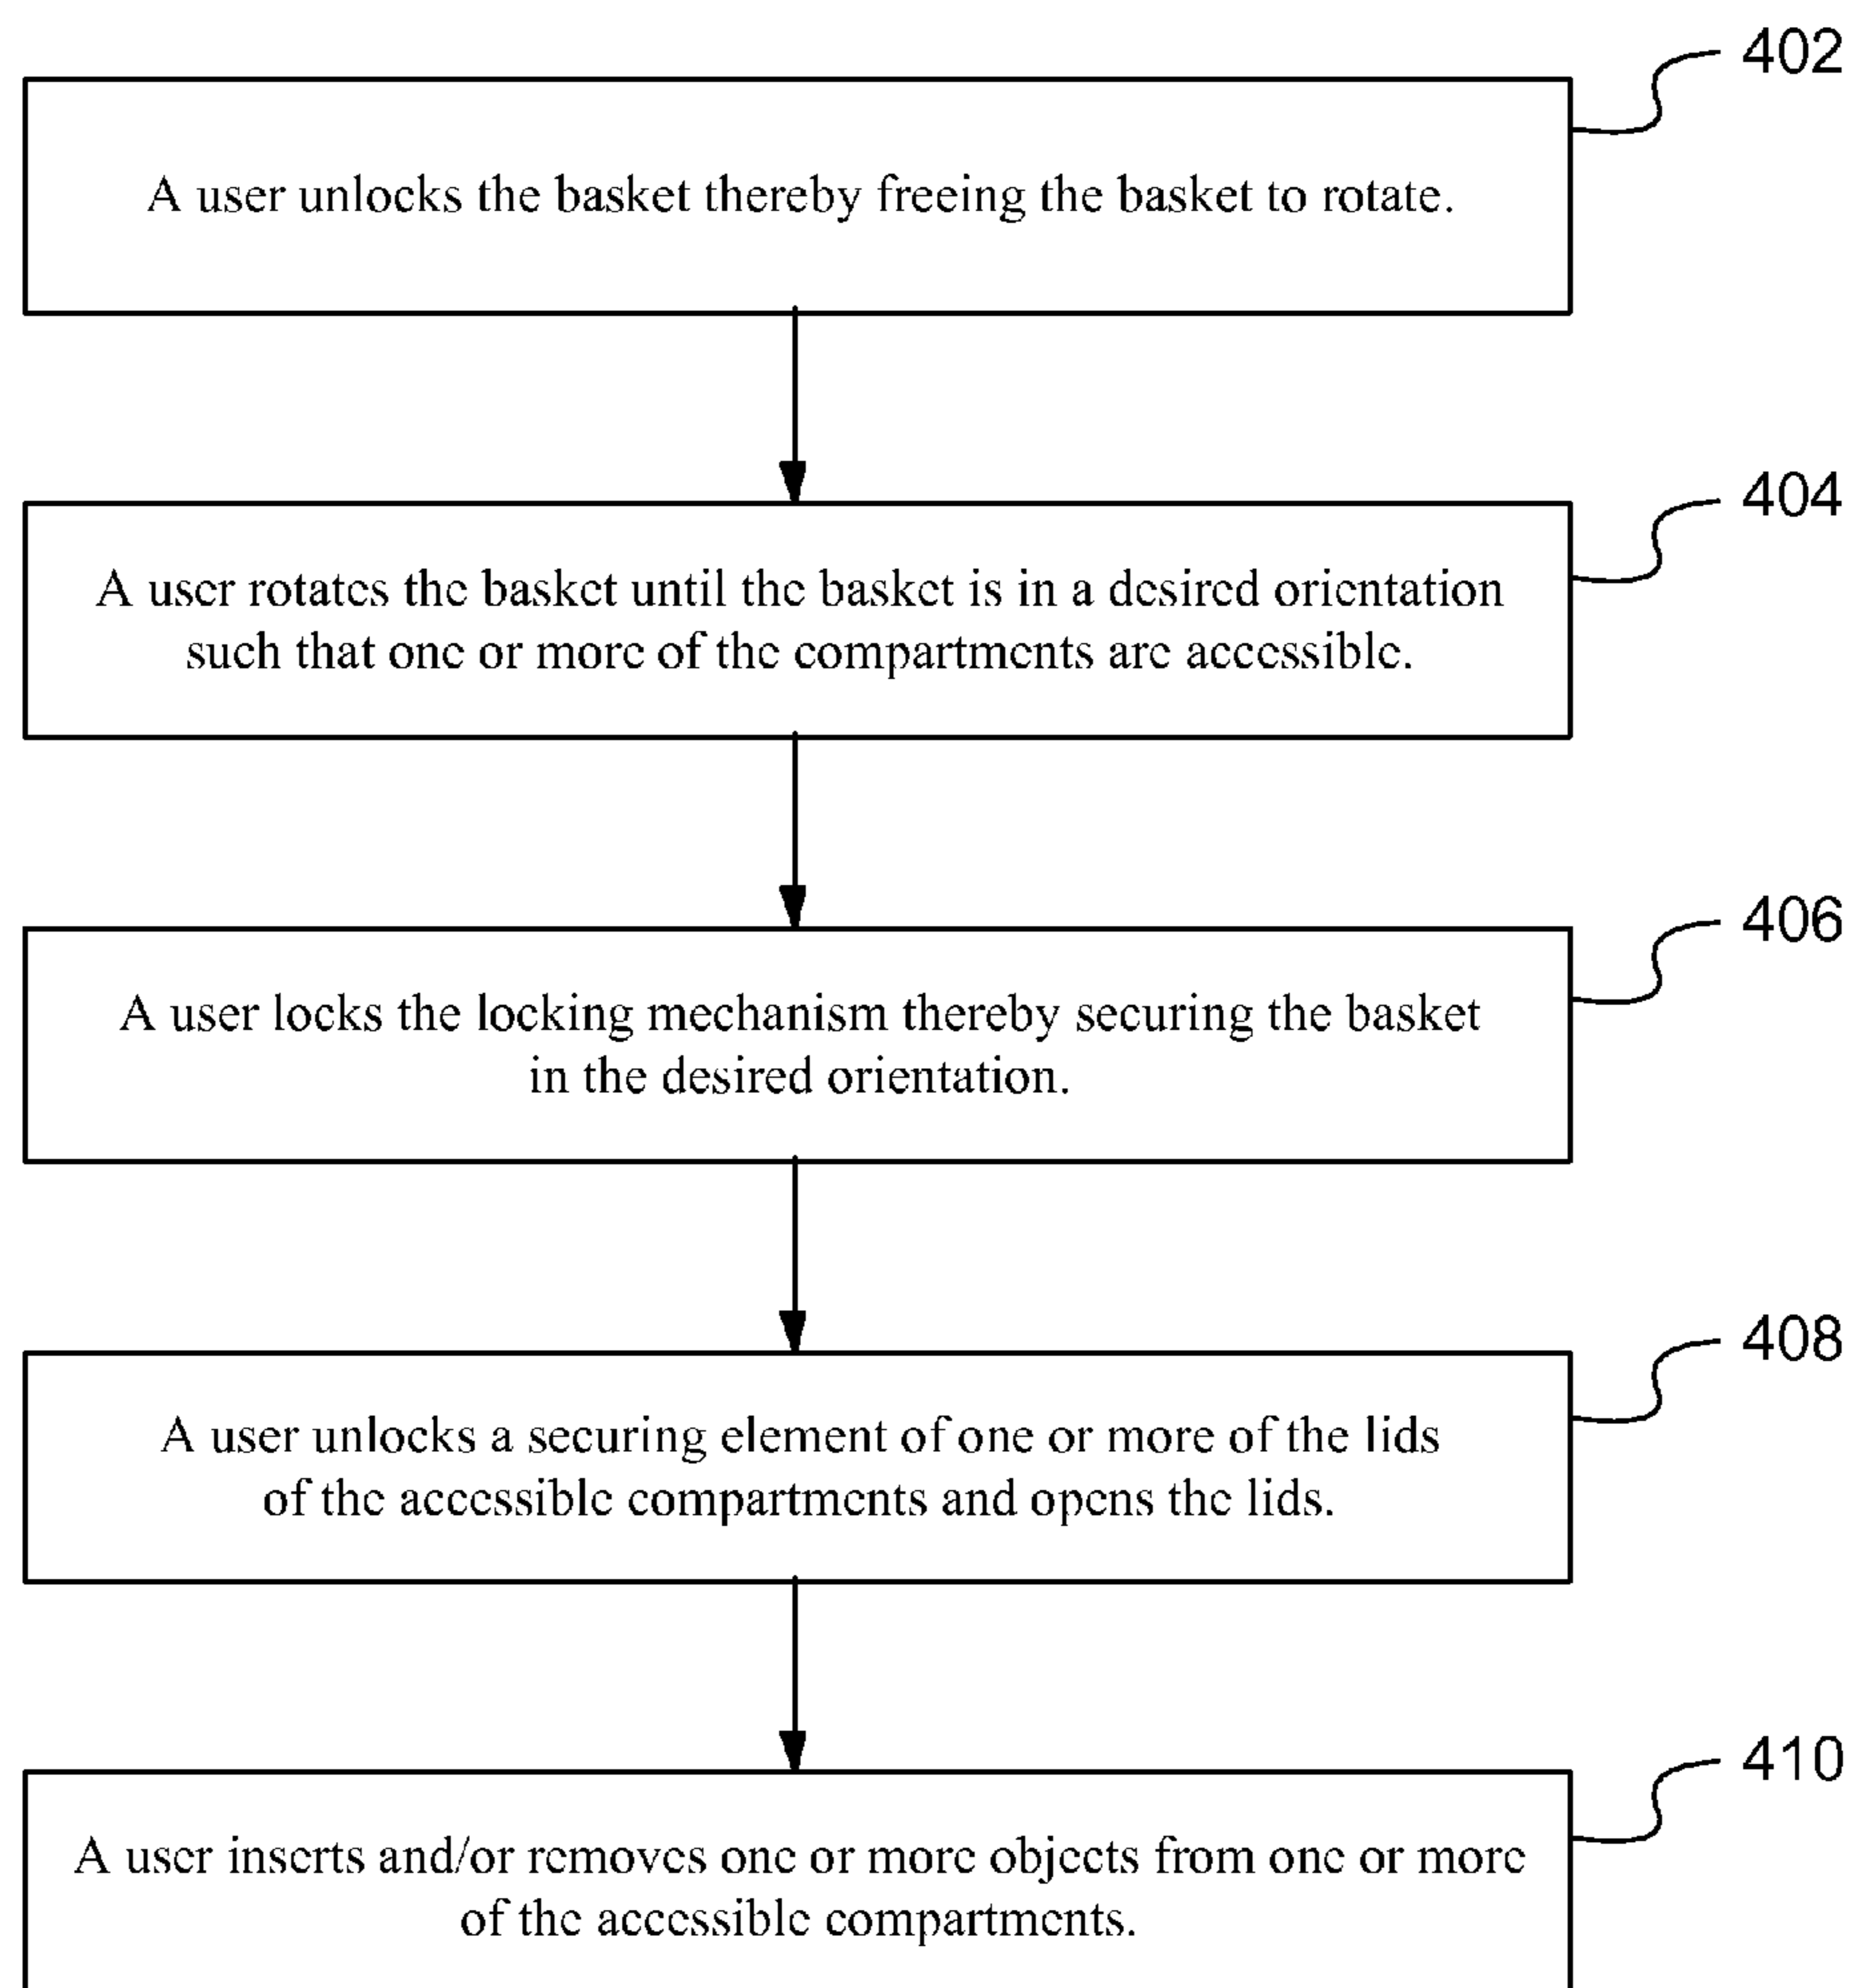 402
A user unlocks the basket thereby freeing the basket to rotate.
404
A user rotates the basket until the basket is in a desired orientation
such that one or more of the compartments are accessible.
406
A user locks the locking mechanism thereby securing the basket
in the desired orientation.
408
A user unlocks a securing element of one or more of the lids
of the accessible compartments and opens the lids.
410
A user inserts and/or removes one or more objects from one or more
of the accessible compartments.